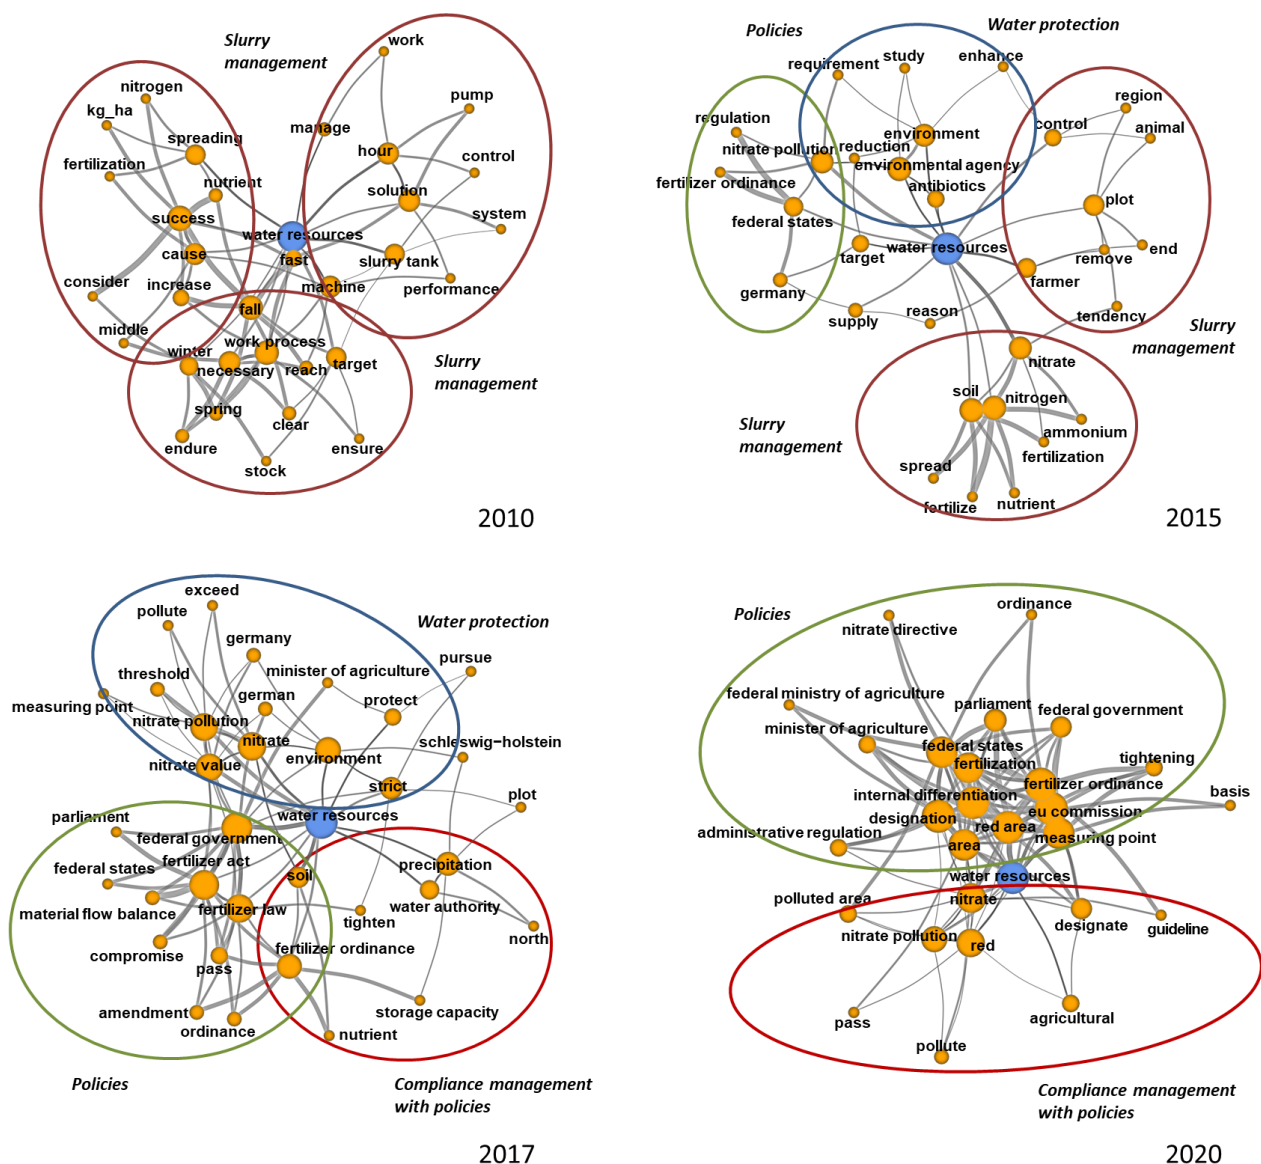 Slurry
management
work
nitrogen
kg_ha
spreading
fertilization
nutrient
success
cause
consider
increase
middle
manage
pump
hour
control
solution
system
water resources
fast
slurry tank
machine
performance
fall
work process
winter
necessary
reach
target
spring
clear
endure
ensure
stock
Slurry
management
2010
Policies
Water protection
requirement
study
enhance
regulation
nitrate pollution
reduction
environment
environmental agency
antibiotics
fertilizer ordinance
federal states
control
region
animal
plot
water resources
target
germany
supply
reason
farmer
remove
end
tendency
Slurry
management
nitrate
soil
nitrogen
ammonium
fertilization
spread
fertilize
nutrient
Slurry
management
2015
exceed
pollute
germany
Water protection
threshold
minister of agriculture
pursue
measuring point
german
protect
nitrate pollution
nitrate
environment
schleswig-holstein
nitrate value
strict
plot
parliament
water resources
federal government
federal states
fertilizer act
soil
precipitation
material flow balance
fertilizer law
water authority
tighten
north
compromise
pass
fertilizer ordinance
amendment
ordinance
storage capacity
nutrient
Policies
Compliance management
with policies
2017
Policies
ordinance
nitrate directive
federal ministry of agriculture
parliament
federal government
minister of agriculture
federal states
fertilization
tightening
fertilizer ordinance
internal differentiation
basis
eu commission
designation
red area
measuring point
administrative regulation
area
water resources
polluted area
nitrate
designate
guideline
nitrate pollution
red
pass
agricultural
pollute
Compliance management
with policies
2020